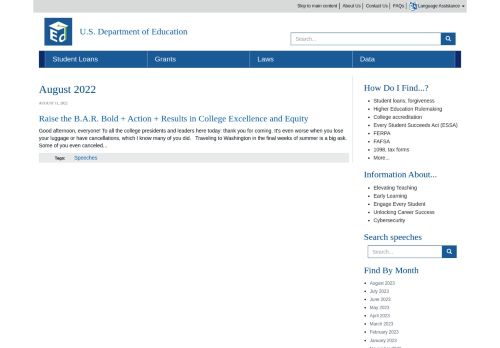 Skip to main content | About Us | Contact Us | FAQs | Language Assistance
U.S. Department of Education
Search...
Student Loans Grants Laws Data
August 2022
AUGUST 11, 2022
Raise the B.A.R. Bold + Action + Results in College Excellence and Equity
Good afternoon, everyone! To all the college presidents and leaders here today: thank you for coming. It's even worse when you lose
your luggage or have cancellations, which I know many of you did. Traveling to Washington in the final weeks of summer is a big ask.
Some of you even canceled...
Tags: Speeches
How Do I Find...?
Student loans, forgiveness
Higher Education Rulemaking
College accreditation
Every Student Succeeds Act (ESSA)
FERPA
FAFSA
1098, tax forms
More...
Information About...
Elevating Teaching
Early Learning
Engage Every Student
Unlocking Career Success
Cybersecurity
Search speeches
Search...
Find By Month
August 2023
July 2023
June 2023
May 2023
April 2023
March 2023
February 2023
January 2023